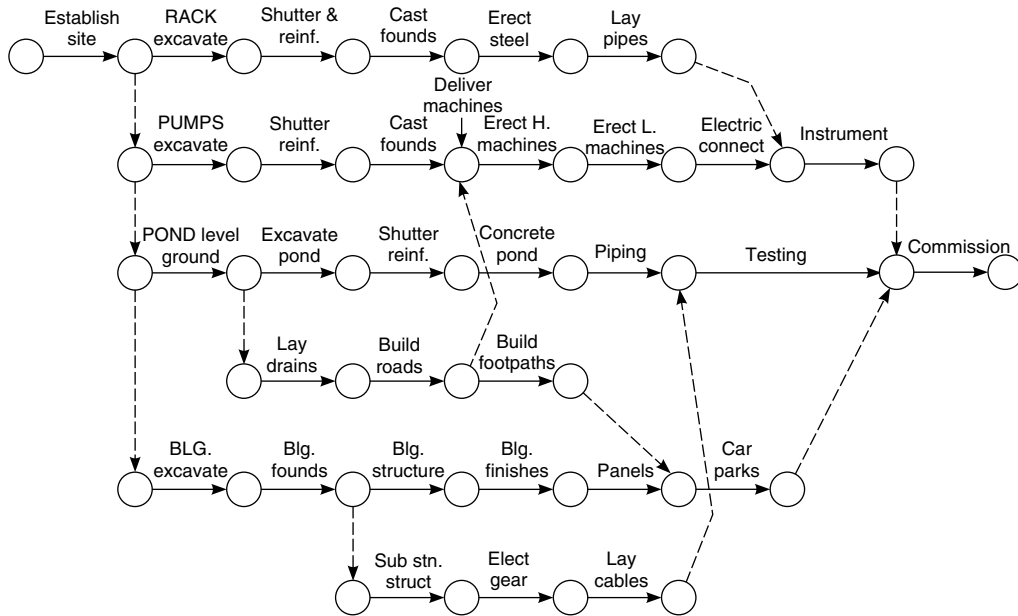 Establish
site
RACK
excavate
Shutter &
reinf.
Cast
founds
Erect
steel
Lay
pipes
Deliver
machines
PUMPS
excavate
Shutter
reinf.
Cast
founds
Erect H.
machines
Erect L.
machines
Electric
connect
Instrument
POND level
ground
Excavate
pond
Shutter
reinf.
Concrete
pond
Piping
Testing
Commission
Lay
drains
Build
roads
Build
footpaths
BLG.
excavate
Blg.
founds
Blg.
structure
Blg.
finishes
Panels
Car
parks
Sub stn.
struct
Elect
gear
Lay
cables